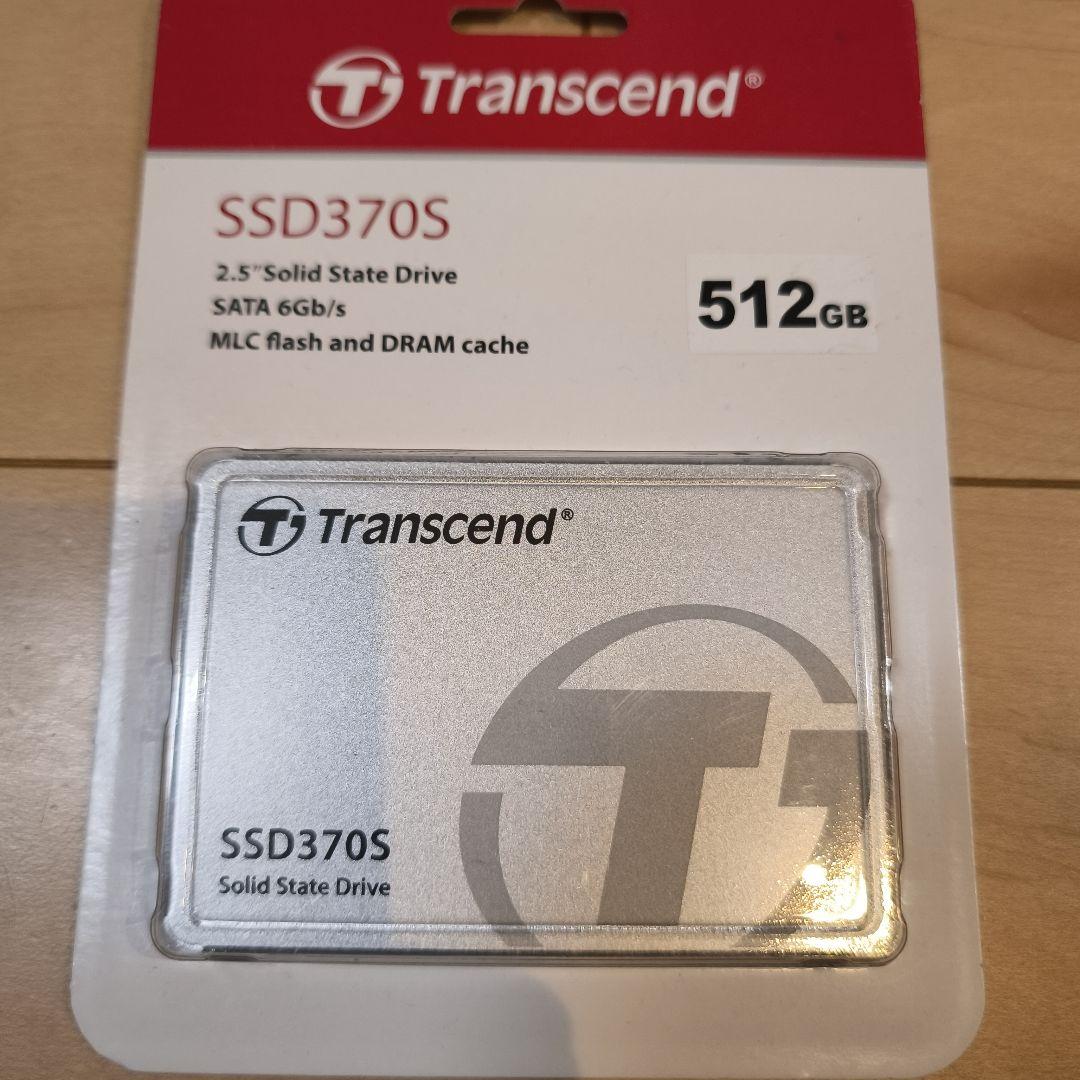 Transcend®
SSD370S
2.5"Solid State Drive
SATA 6Gb/s
MLC flash and DRAM cache
512GB
Transcend®
SSD370S
Solid State Drive